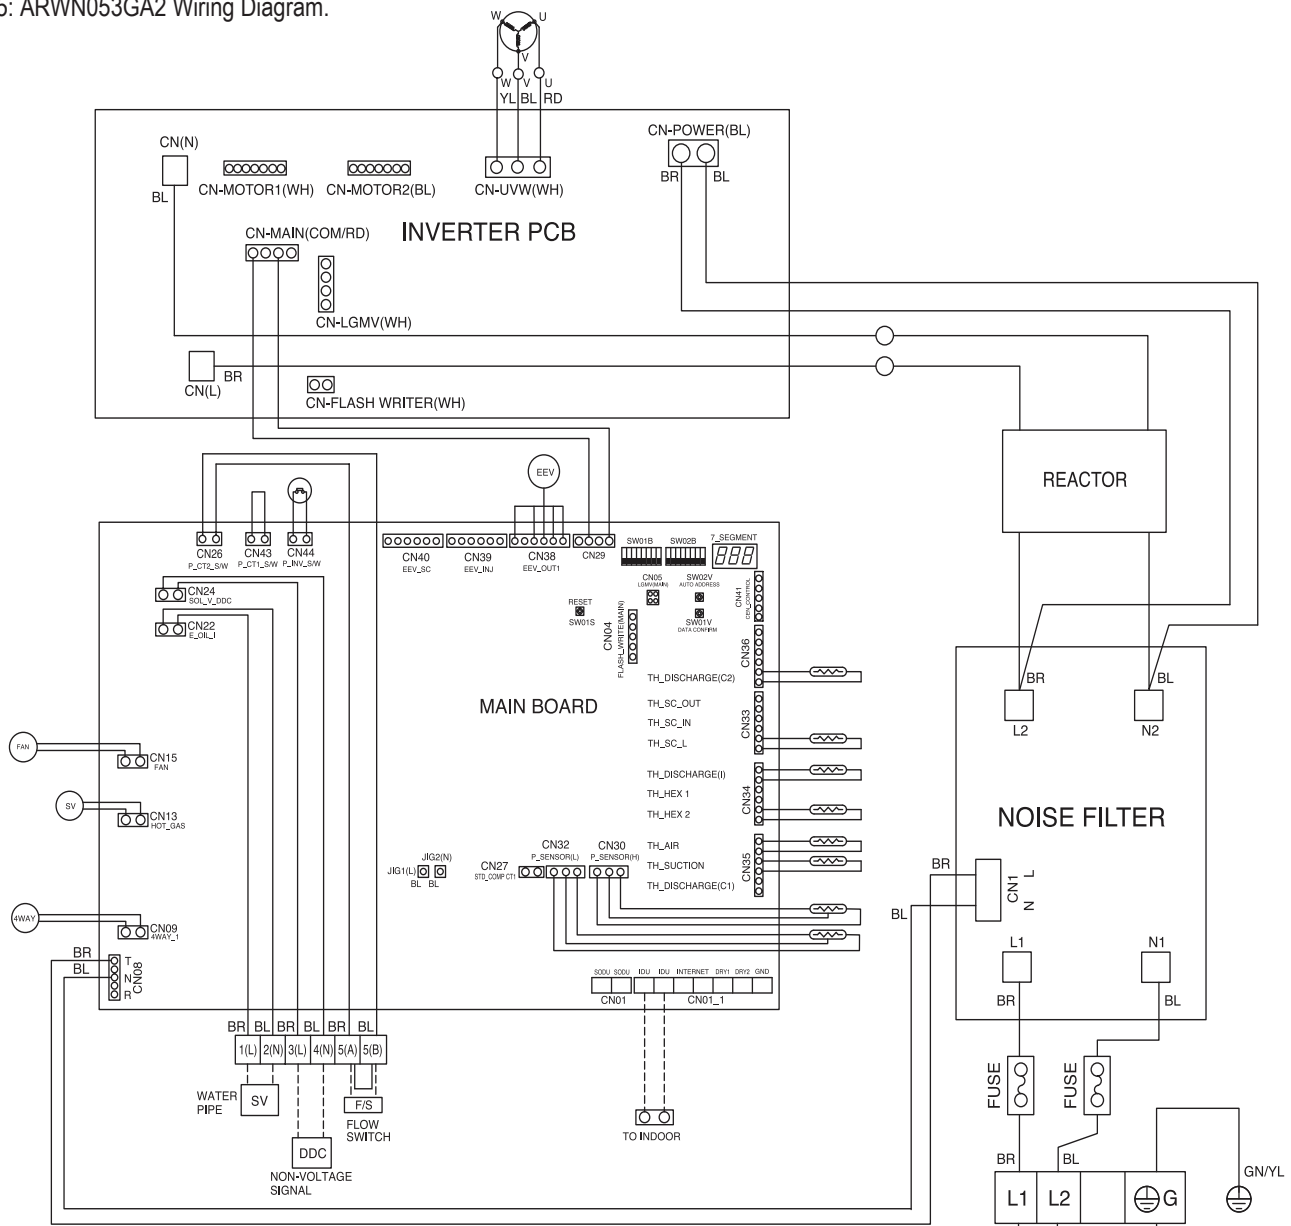 5: ARWN053GA2 Wiring Diagram.
W U
V
W V U
YL BL RD
CN(N)
BL
CN-MOTOR1(WH)
CN-MOTOR2(BL)
CN-UVW(WH)
CN-POWER(BL)
BR BL
CN-MAIN(COM/RD)
INVERTER PCB
CN-LGMV(WH)
CN(L)
BR
CN-FLASH WRITER(WH)
REACTOR
EEV
CN26
P_CT2_S/W
CN43
P_CT1_S/W
CN44
P_INV_S/W
CN40
EEV_SC
CN39
EEV_INJ
CN38
EEV_OUT1
CN29
SW01B
SW02B
7_SEGMENT
CN24
SOL_V_DDC
CN22
E_OIL_I
RESET
SW01S
CN05
LGMV(MAIN)
SW02V
AUTO ADDRESS
SW01V
DATA CONFIRM
CN04
FLASH_WRITE(MAIN)
CN41
CEN_CONTROL
CN36
TH_DISCHARGE(C2)
MAIN BOARD
TH_SC_OUT
TH_SC_IN
TH_SC_L
CN33
TH_DISCHARGE(I)
TH_HEX 1
TH_HEX 2
CN34
TH_AIR
TH_SUCTION
TH_DISCHARGE(C1)
CN35
FAN
CN15
FAN
SV
CN13
HOT_GAS
4WAY
CN09
4WAY_1
JIG1(L)
JIG2(N)
BL BL
CN27
STD_COMP CT1
CN32
P_SENSOR(L)
CN30
P_SENSOR(H)
BR
BL
T
N
R
CN08
SODU SODU
CN01
IDU IDU INTERNET DRY1 DRY2 GND
CN01_1
BR BL BR BL BR BL
1(L) 2(N) 3(L) 4(N) 5(A) 5(B)
WATER
PIPE
SV
F/S
FLOW
SWITCH
DDC
NON-VOLTAGE
SIGNAL
TO INDOOR
BR BL
L2 N2
NOISE FILTER
BR
BL
CN1
L
N
L1 N1
BR BL
FUSE FUSE
BR BL
L1 L2 G
GN/YL